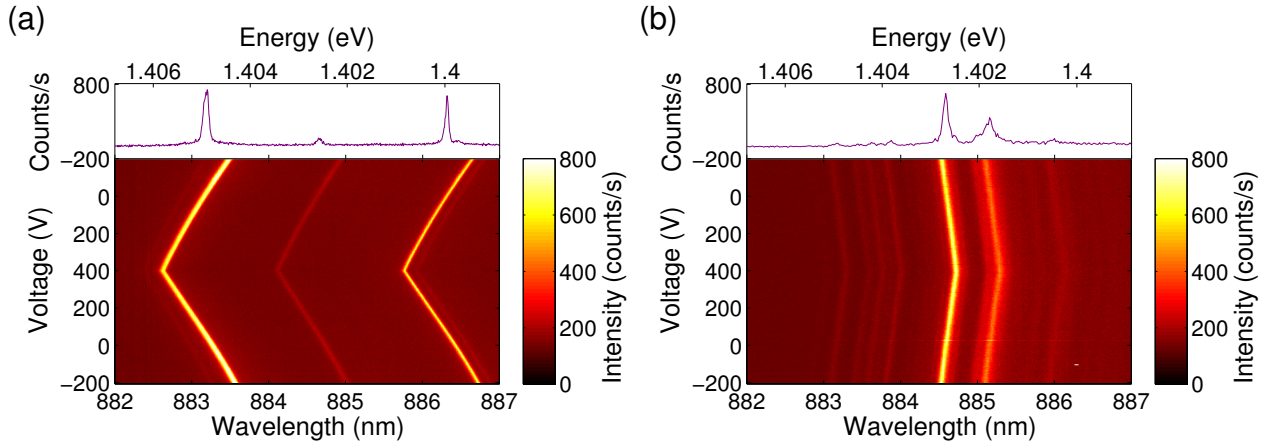 (a)
Energy (eV)
1.406 1.404 1.402 1.4
Counts/s
800
−200
Voltage (V)
0
200
400
200
0
−200
882 883 884 885 886 887
Wavelength (nm)
800
600
400
200
0
Intensity (counts/s)
(b)
Energy (eV)
1.406 1.404 1.402 1.4
Counts/s
800
−200
Voltage (V)
0
200
400
200
0
−200
882 883 884 885 886 887
Wavelength (nm)
800
600
400
200
0
Intensity (counts/s)